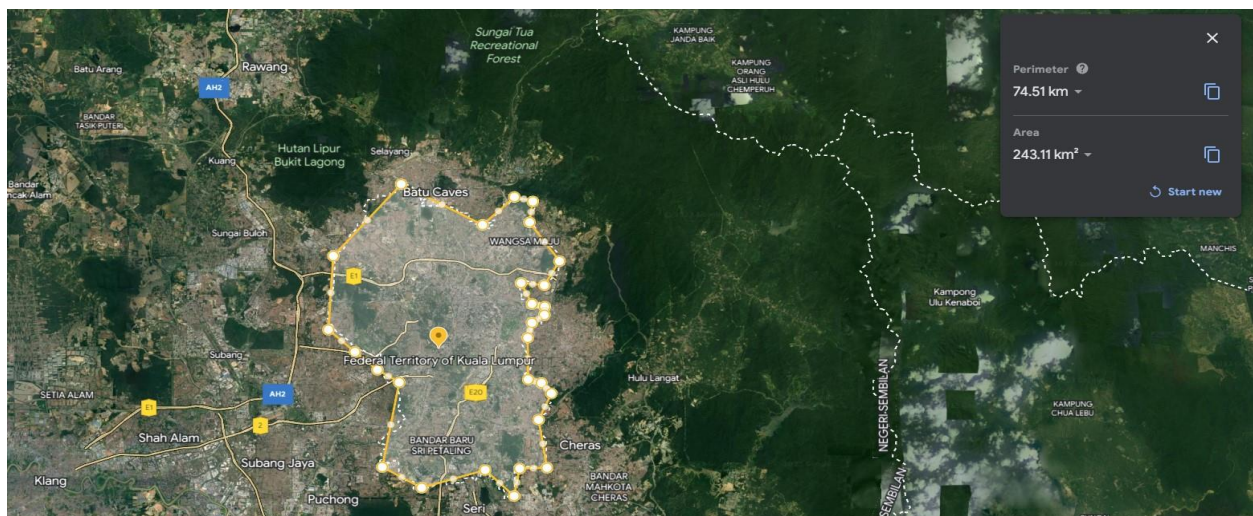 Sungai Tua
Recreational
Forest
KAMPUNG
JANDA BAIK
KAMPUNG
ORANG
ASLI HULU
CHEMPERUH
Batu Arang
Rawang
AH2
BANDAR
TASIK PUTERI
Kuang
Hutan Lipur
Bukit Lagong
Selayang
Bandar
ncak Alam
Batu Caves
Sungai Buloh
WANGSA MAJU
E1
Federal Territory of Kuala Lumpur
Subang
Hulu Langat
SETIA ALAM
AH2
E20
E1
2
Shah Alam
BANDAR BARU
SRI PETALING
Cheras
Subang Jaya
Klang
Puchong
Seri
BANDAR
MAHKOTA
CHERAS
MANCHIS
Kampong
Ulu Kenaboi
NEGERI SEMBILAN
SEMBILAN
KAMPUNG
CHUA LEBU
Perimeter
74.51 km
Area
243.11 km²
Start new